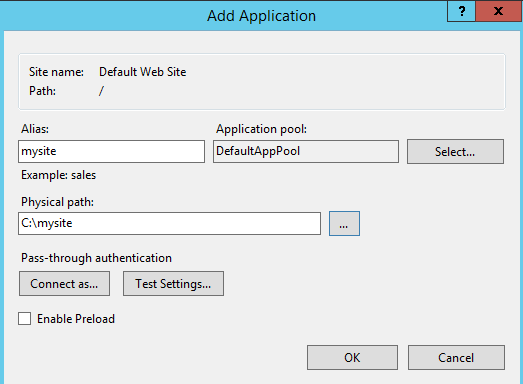 Add Application
?
x
Site name: Default Web Site
Path: /
Alias: Application pool:
mysite DefaultAppPool Select...
Example: sales
Physical path:
C:\mysite ...
Pass-through authentication
Connect as... Test Settings...
Enable Preload
OK Cancel